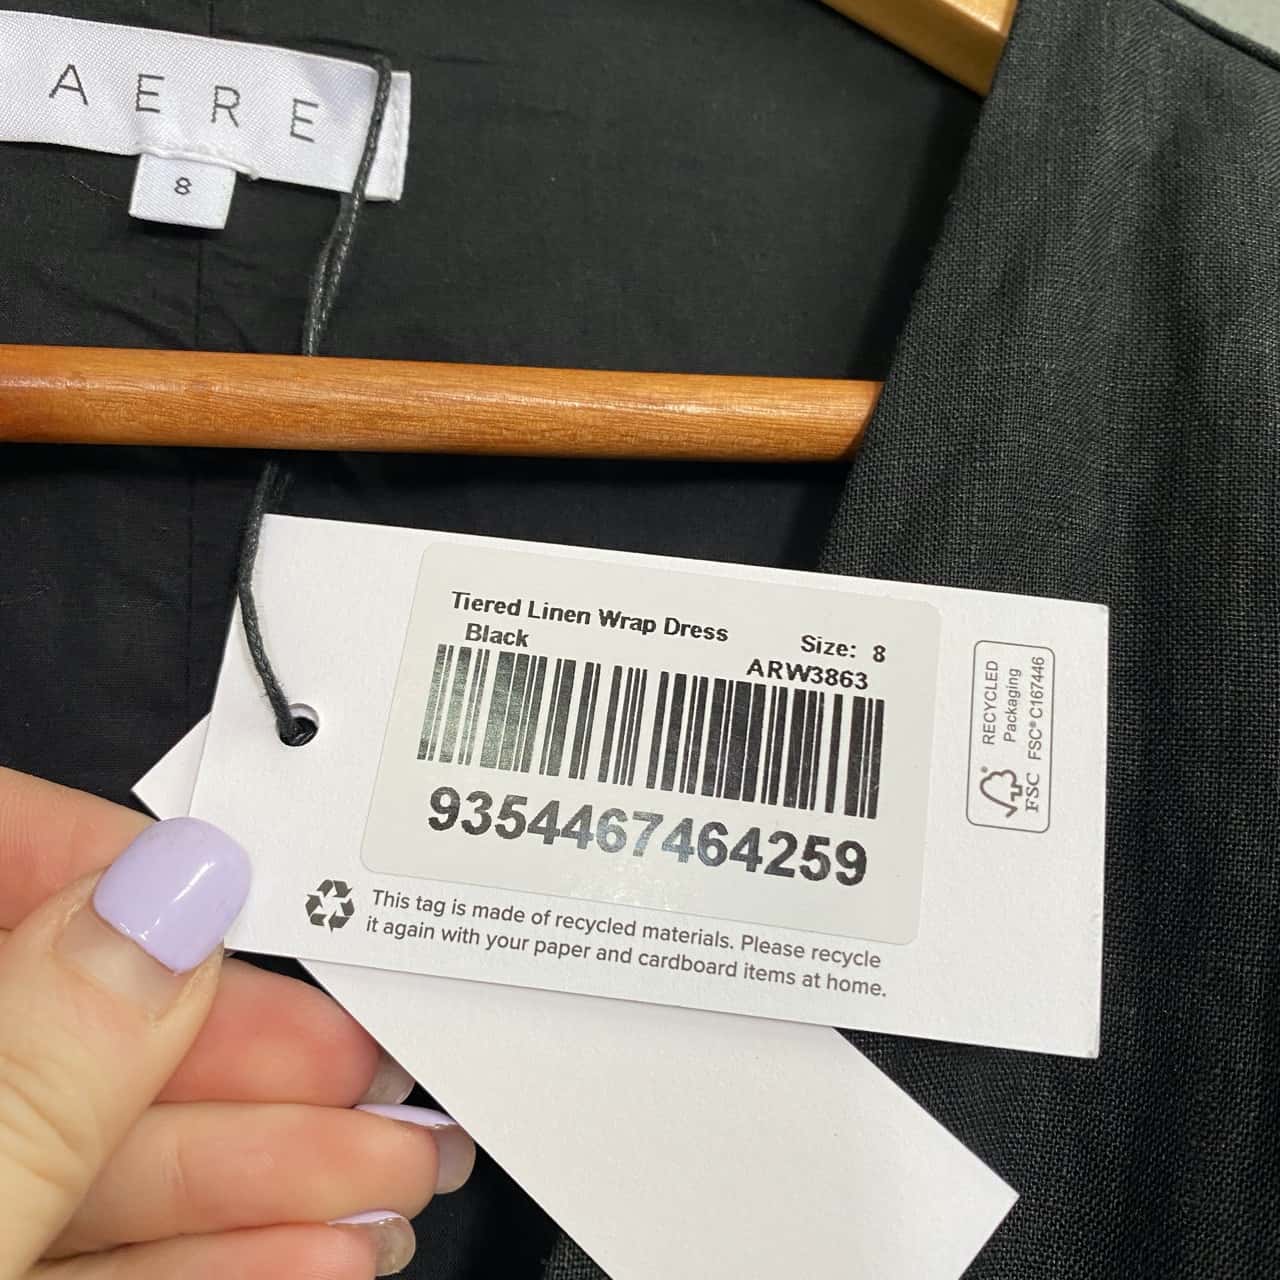 AERE
8
Tiered Linen Wrap Dress
Black
Size: 8
ARW3863
9354467464259
This tag is made of recycled materials. Please recycle
it again with your paper and cardboard items at home.
RECYCLED
Packaging
FSC® C167446
FSC